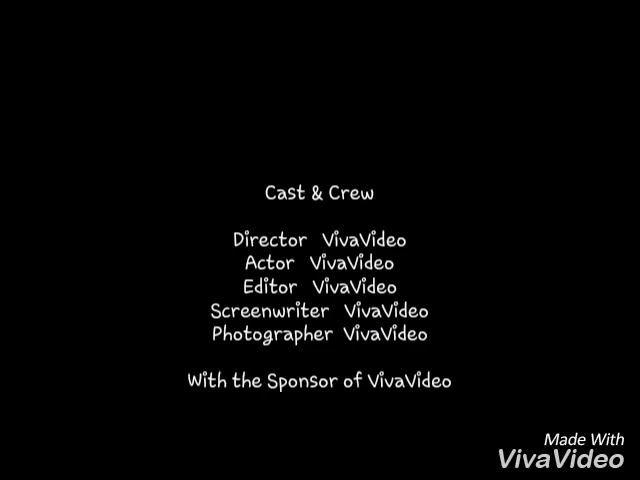 Cast & Crew
Director VivaVideo
Actor VivaVideo
Editor VivaVideo
Screenwriter VivaVideo
Photographer VivaVideo
With the Sponsor of VivaVideo
Made With
VivaVideo